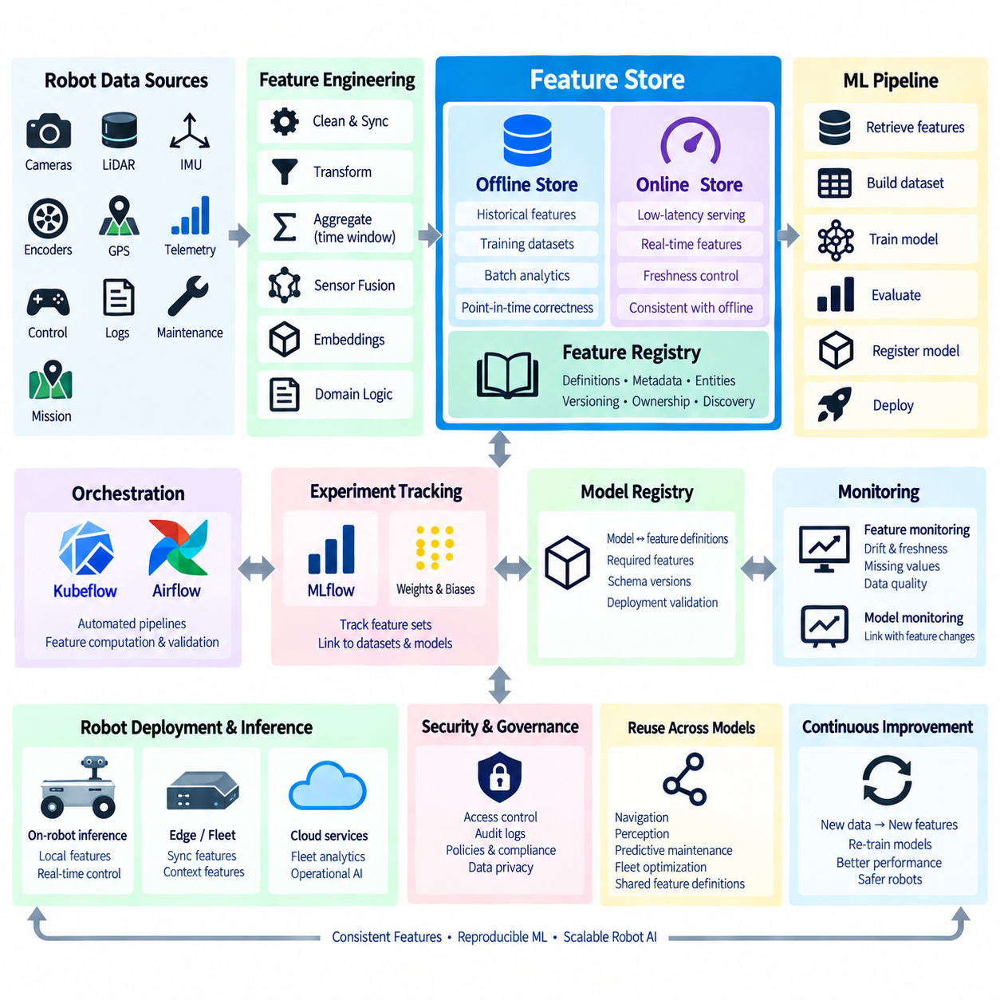 Robot Data Sources
Cameras
LiDAR
IMU
Encoders
GPS
Telemetry
Control
Logs
Maintenance
Mission
Feature Engineering
Clean & Sync
Transform
Aggregate
(time window)
Sensor Fusion
Embeddings
Domain Logic
Feature Store
Offline Store
Historical features
Training datasets
Batch analytics
Point-in-time correctness
Online Store
Low-latency serving
Real-time features
Freshness control
Consistent with offline
Feature Registry
Definitions • Metadata • Entities
Versioning • Ownership • Discovery
ML Pipeline
Retrieve features
Build dataset
Train model
Evaluate
Register model
Deploy
Orchestration
Kubeflow
Airflow
Automated pipelines
Feature computation & validation
Experiment Tracking
MLflow
Weights & Biases
Track feature sets
Link to datasets & models
Model Registry
Model ↔ feature definitions
Required features
Schema versions
Deployment validation
Monitoring
Feature monitoring
Drift & freshness
Missing values
Data quality
Model monitoring
Link with feature changes
Robot Deployment & Inference
On-robot inference
Local features
Real-time control
Edge / Fleet
Sync features
Context features
Cloud services
Fleet analytics
Operational AI
Security & Governance
Access control
Audit logs
Policies & compliance
Data privacy
Reuse Across Models
Navigation
Perception
Predictive maintenance
Fleet optimization
Shared feature definitions
Continuous Improvement
New data → New features
Re-train models
Better performance
Safer robots
Consistent Features • Reproducible ML • Scalable Robot AI